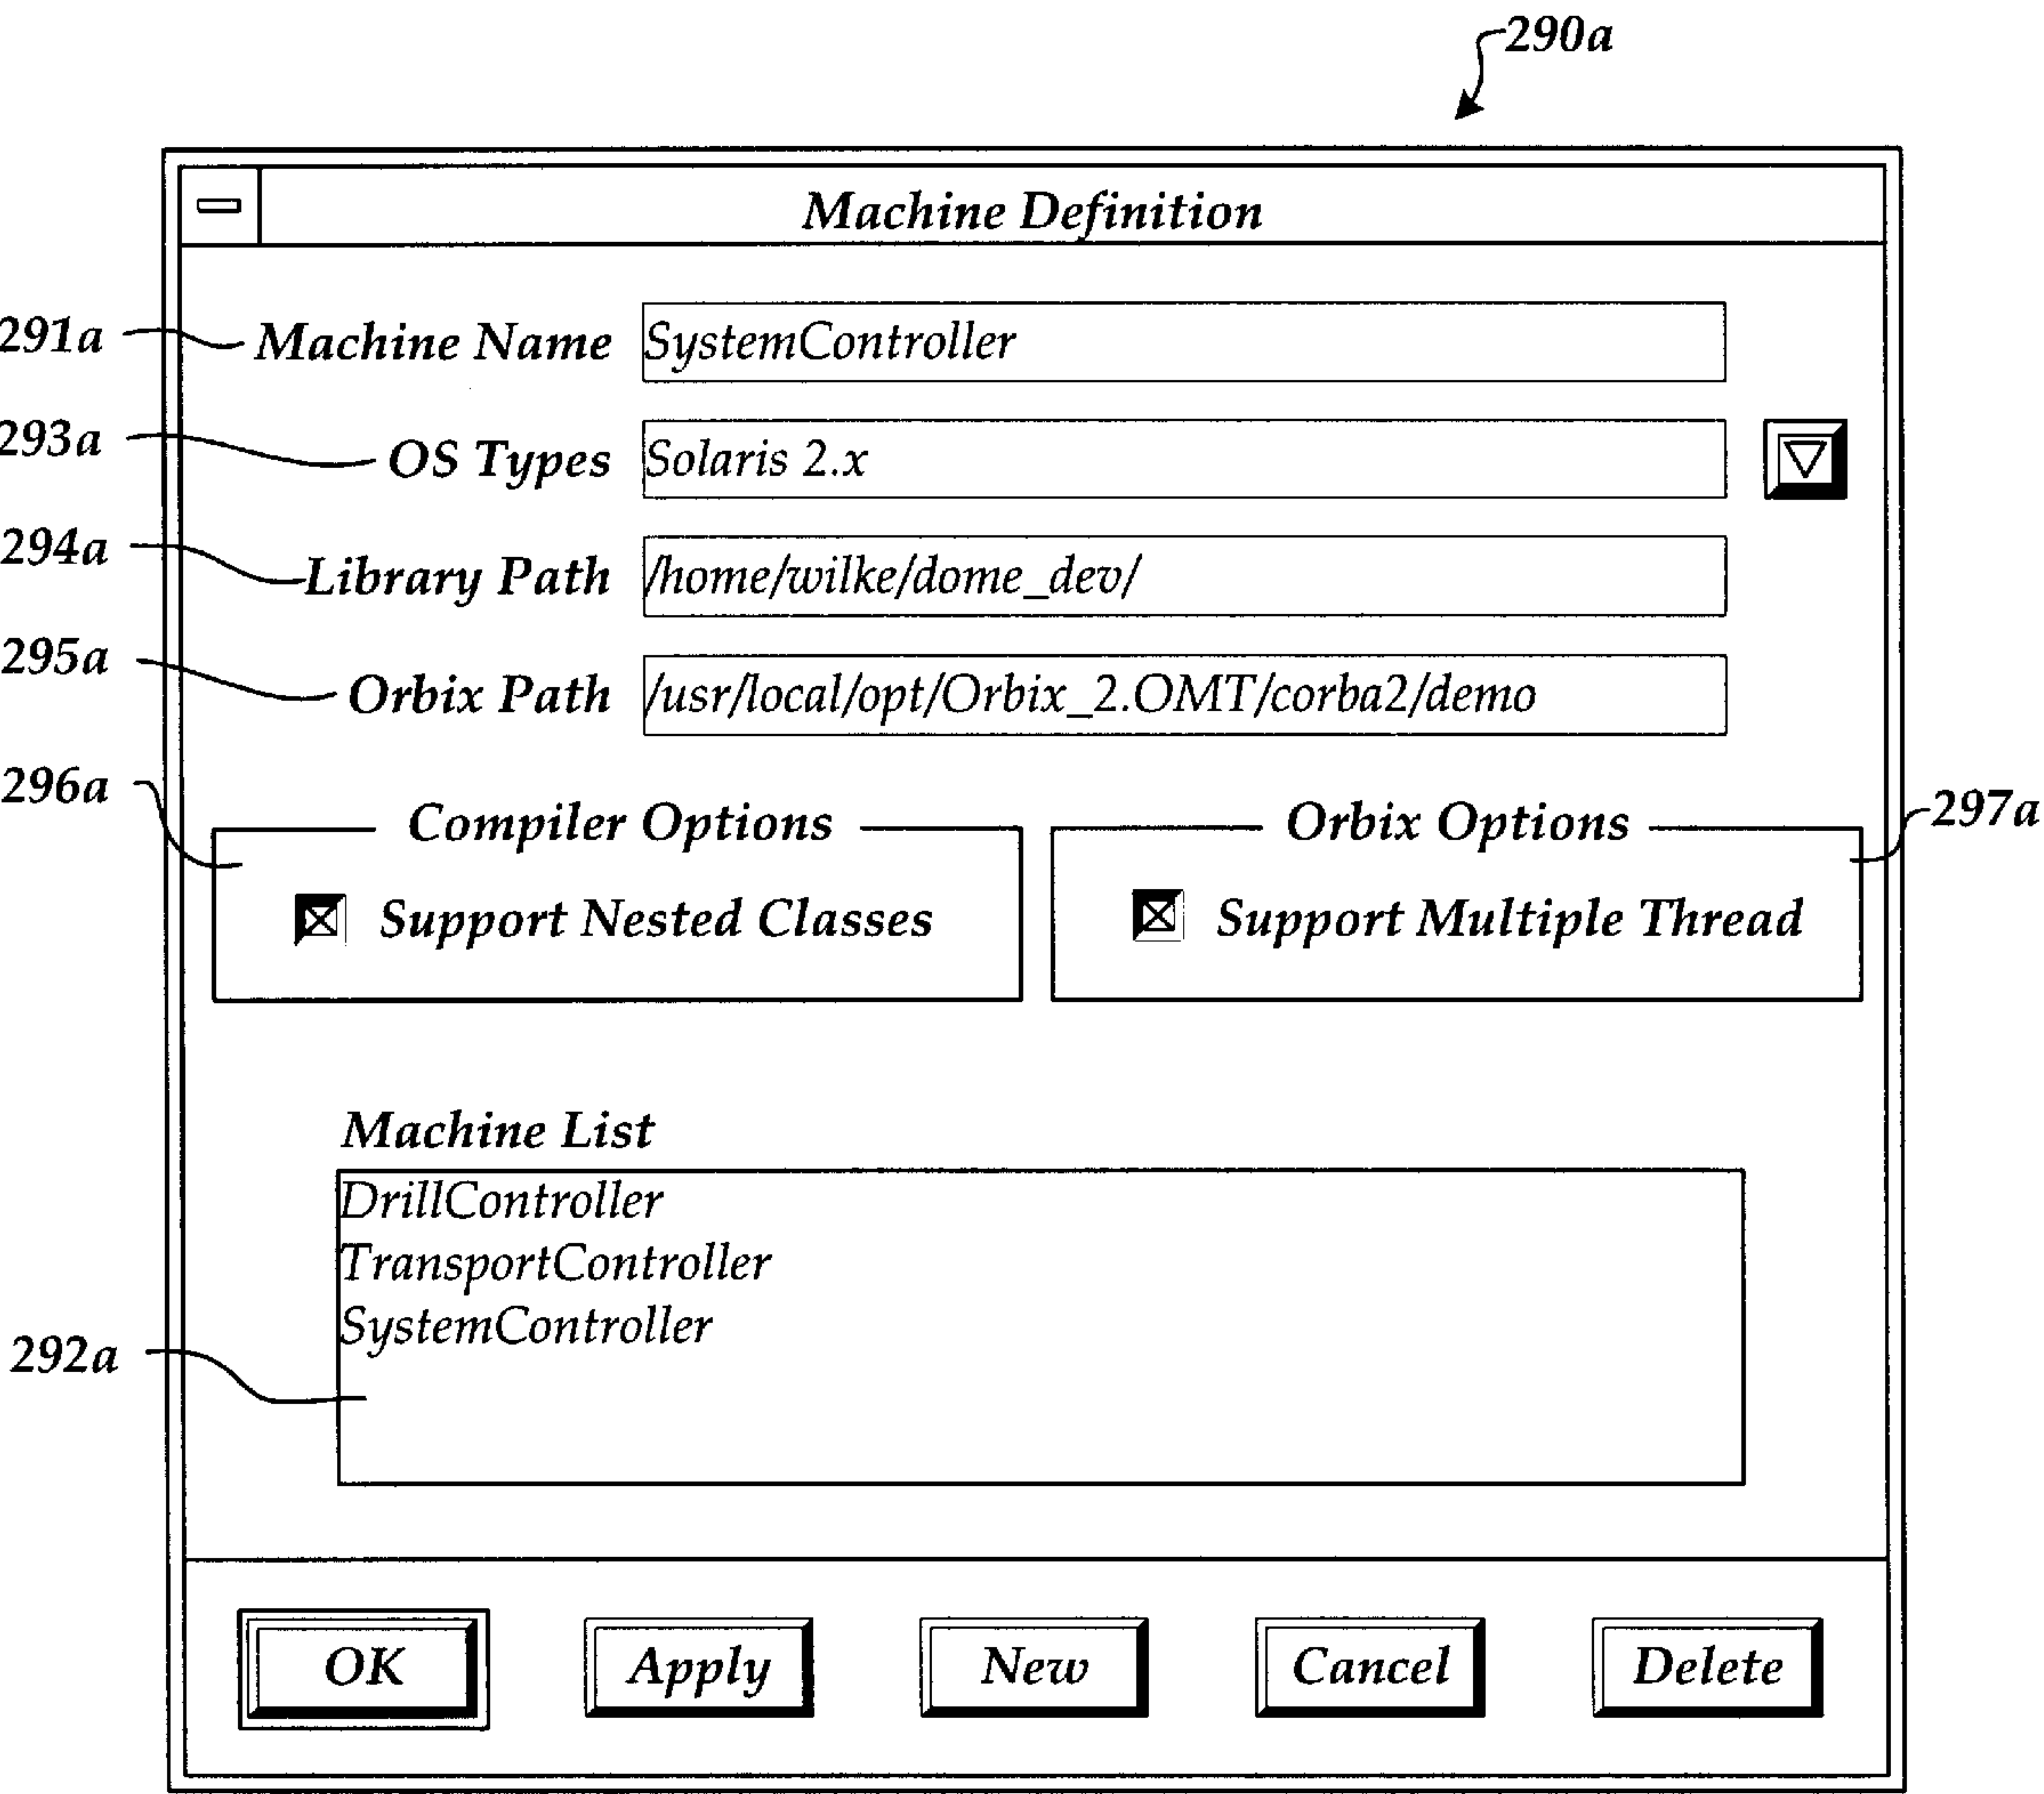 290a
Machine Definition
291a Machine Name SystemController
293a OS Types Solaris 2.x
294a Library Path /home/wilke/dome_dev/
295a Orbix Path /usr/local/opt/Orbix_2.OMT/corba2/demo
296a Compiler Options Orbix Options 297a
Support Nested Classes Support Multiple Thread
Machine List
DrillController
TransportController
SystemController
292a
OK Apply New Cancel Delete